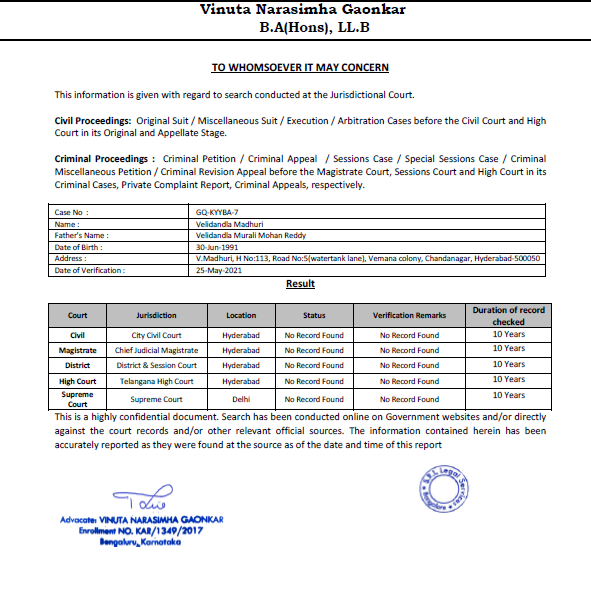 Vinuta Narasimha Gaonkar
B.A(Hons), LL.B
TO WHOMSOEVER IT MAY CONCERN
This information is given with regard to search conducted at the Jurisdictional Court.
Civil Proceedings: Original Suit / Miscellaneous Suit / Execution / Arbitration Cases before the Civil Court and High
Court in its Original and Appellate Stage.
Criminal Proceedings : Criminal Petition / Criminal Appeal / Sessions Case / Special Sessions Case / Criminal
Miscellaneous Petition / Criminal Revision Appeal before the Magistrate Court, Sessions Court and High Court in its
Criminal Cases, Private Complaint Report, Criminal Appeals, respectively.
Case No : GQ-KYYBA-7
Name : Velidandla Madhuri
Father's Name : Velidandla Murali Mohan Reddy
Date of Birth : 30-Jun-1991
Address : V.Madhuri, H No:113, Road No:5(watertank lane), Vemana colony, Chandanagar, Hyderabad-500050
Date of Verification : 25-May-2021
Result
Court Jurisdiction Location Status Verification Remarks Duration of record
checked
Civil City Civil Court Hyderabad No Record Found No Record Found 10 Years
Magistrate Chief Judicial Magistrate Hyderabad No Record Found No Record Found 10 Years
District District & Session Court Hyderabad No Record Found No Record Found 10 Years
High Court Telangana High Court Hyderabad No Record Found No Record Found 10 Years
Supreme
Court Supreme Court Delhi No Record Found No Record Found 10 Years
This is a highly confidential document. Search has been conducted online on Government websites and/or directly
against the court records and/or other relevant official sources. The information contained herein has been
accurately reported as they were found at the source as of the date and time of this report
Advocate: VINUTA NARASIMHA GAONKAR
Enrollment NO. KAR/1349/2017
Bengaluru, Karnataka
Legal Services
Bangalore